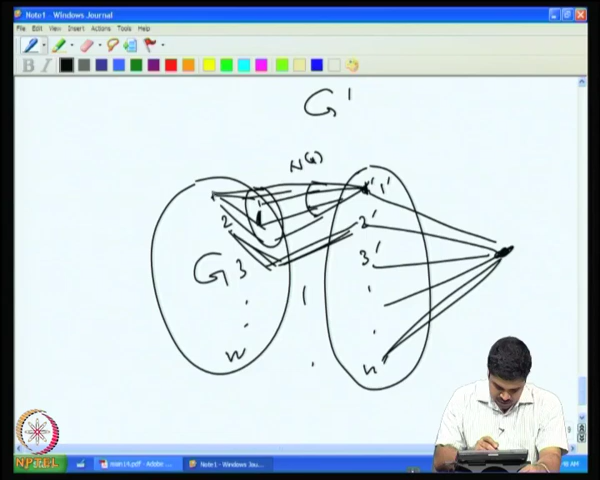 Note1 - Windows Journal
File Edit View Insert Actions Tools Help
B I
G'
N(1)
1 1'
2 2'
G 3 3'
n n'
NPTEL
main14.pdf - Adobe ...
Note1 - Windows Jou...